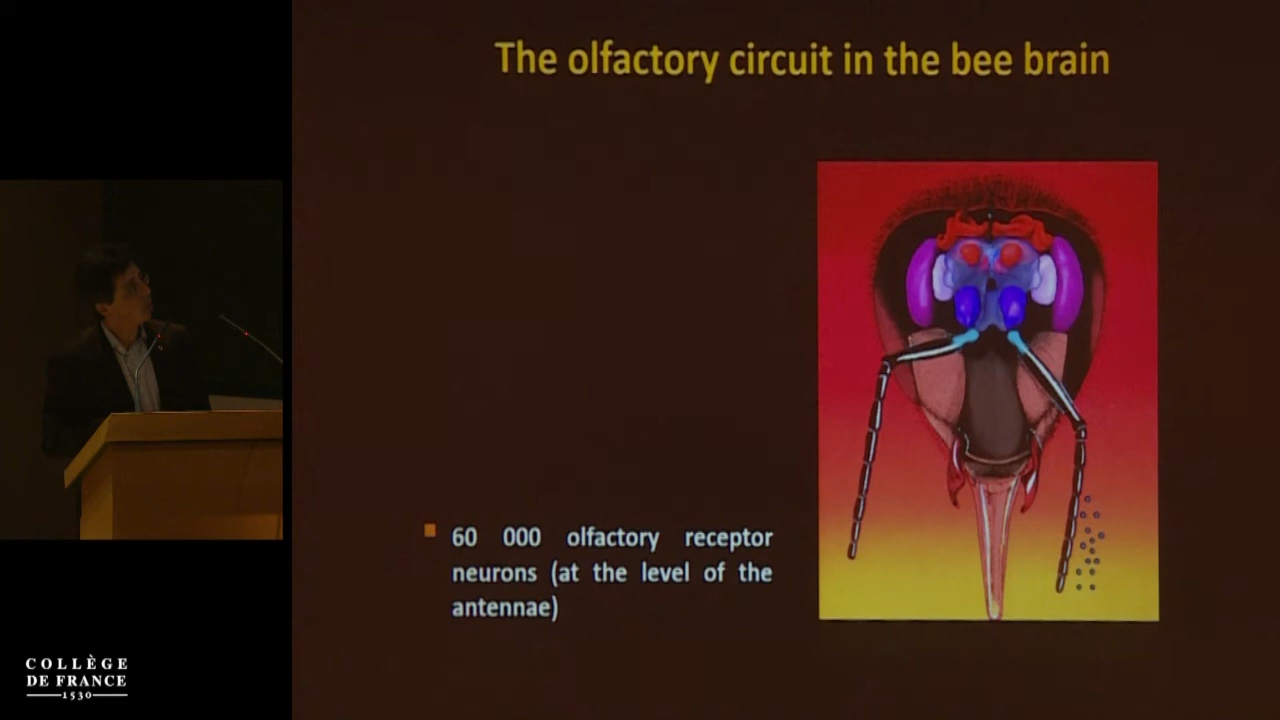 The olfactory circuit in the bee brain
60 000 olfactory receptor
neurons (at the level of the
antennae)
COLLÈGE
DE FRANCE
1530